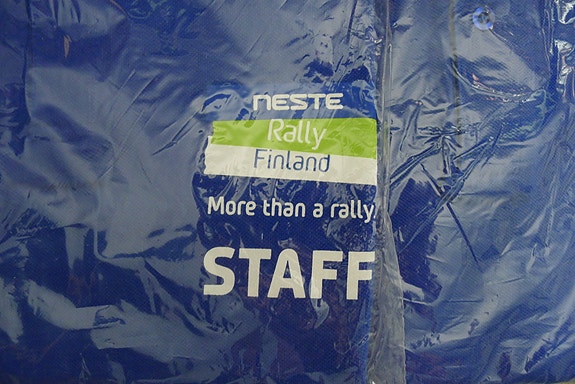 NESTE
Rally
Finland
More than a rally
STAFF